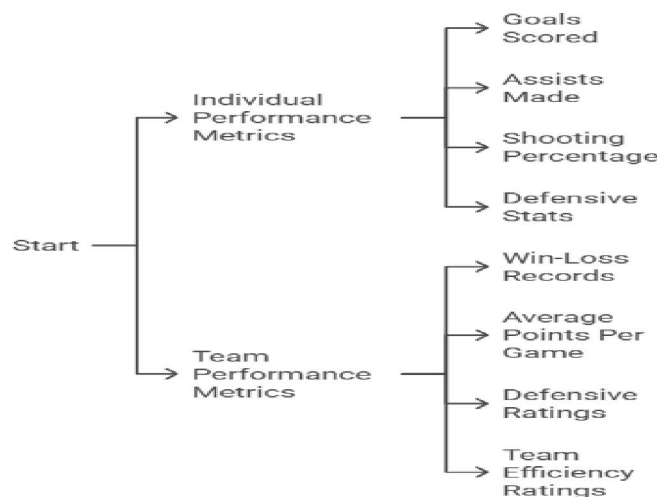 Goals
Scored
Assists
Made
Individual
Performance
Metrics
Shooting
Percentage
Defensive
Stats
Start
Win-Loss
Records
Average
Points Per
Game
Team
Performance
Metrics
Defensive
Ratings
Team
Efficiency
Ratings